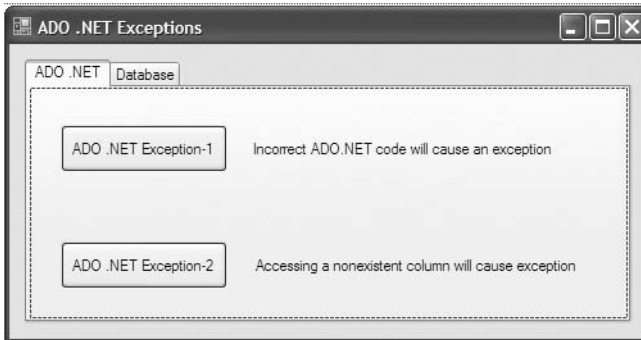 ADO .NET Exceptions
ADO .NET Database
ADO .NET Exception-1 Incorrect ADO.NET code will cause an exception
ADO .NET Exception-2 Accessing a nonexistent column will cause exception